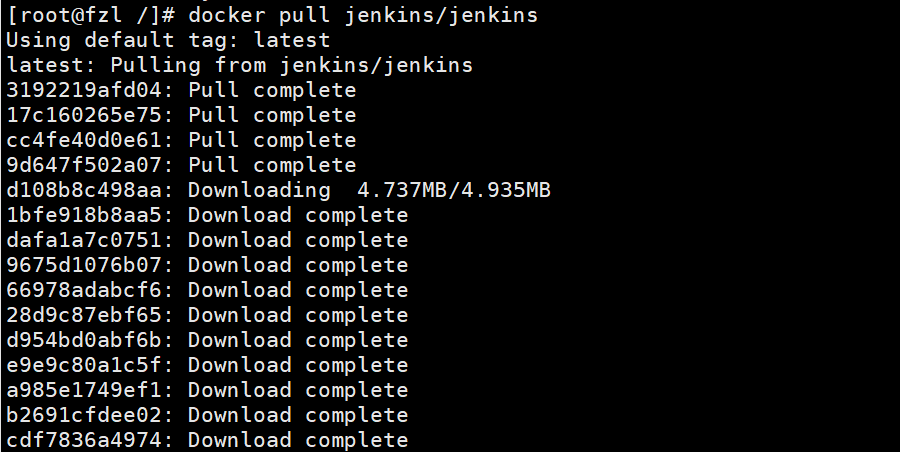 [root@fzl /]# docker pull jenkins/jenkins
Using default tag: latest
latest: Pulling from jenkins/jenkins
3192219afd04: Pull complete
17c160265e75: Pull complete
cc4fe40d0e61: Pull complete
9d647f502a07: Pull complete
d108b8c498aa: Downloading  4.737MB/4.935MB
1bfe918b8aa5: Download complete
dafa1a7c0751: Download complete
9675d1076b07: Download complete
66978adabcf6: Download complete
28d9c87ebf65: Download complete
d954bd0abf6b: Download complete
e9e9c80a1c5f: Download complete
a985e1749ef1: Download complete
b2691cfdee02: Download complete
cdf7836a4974: Download complete